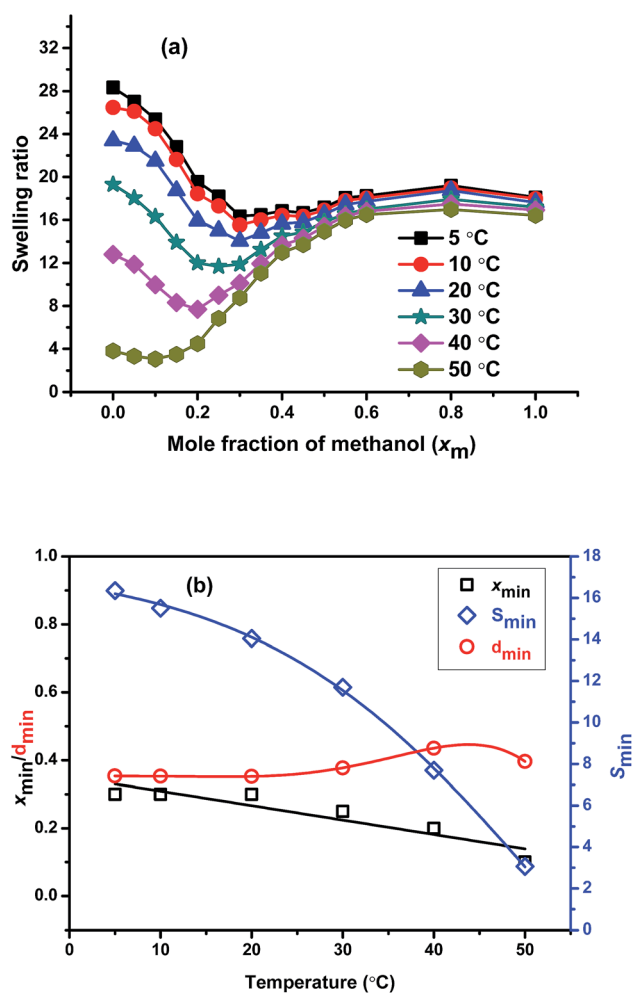 (a)
32
28
24
20
16
12
8
4
0
Swelling ratio
5 °C
10 °C
20 °C
30 °C
40 °C
50 °C
0.0 0.2 0.4 0.6 0.8 1.0
Mole fraction of methanol (xm)
(b)
1.0
0.8
0.6
0.4
0.2
0.0
xmin/dmin
xmin
Smin
dmin
18
16
14
12
10
8
6
4
2
0
Smin
0 10 20 30 40 50
Temperature (°C)